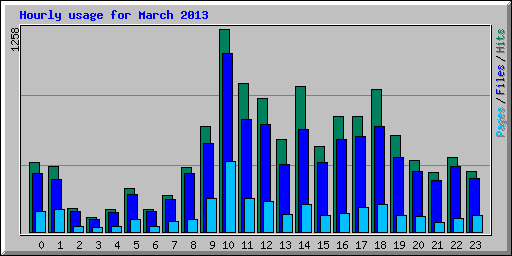 Hourly usage for March 2013
1258
Pages/Files/Hits
0 1 2 3 4 5 6 7 8 9 10 11 12 13 14 15 16 17 18 19 20 21 22 23